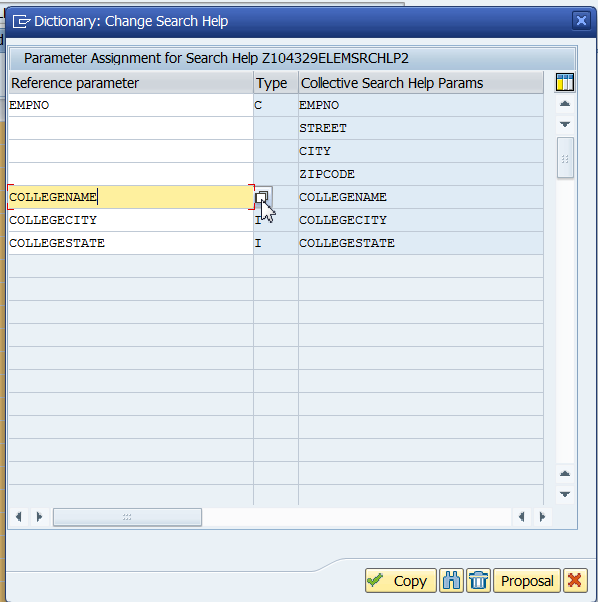 Dictionary: Change Search Help
Parameter Assignment for Search Help Z104329ELEMSRCHLP2
Reference parameter Type Collective Search Help Params
EMPNO C EMPNO
STREET
CITY
ZIPCODE
COLLEGENAME COLLEGENAME
COLLEGECITY I COLLEGECITY
COLLEGESTATE I COLLEGESTATE
Copy Proposal